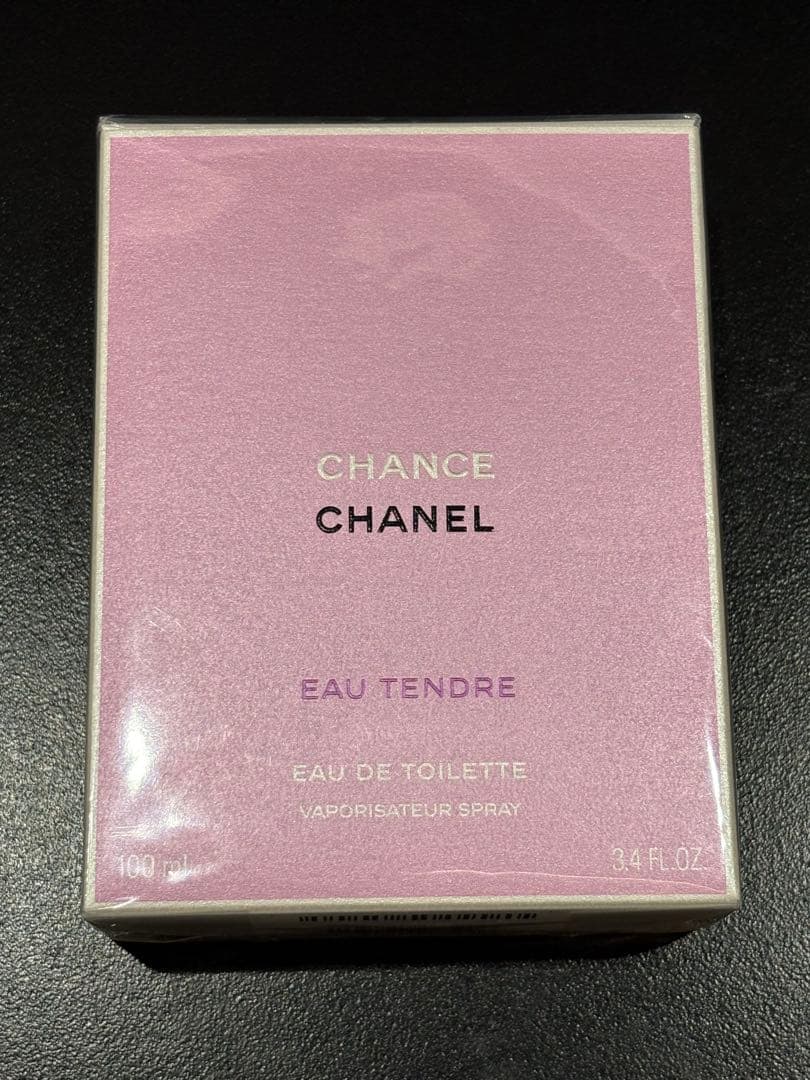 CHANCE
CHANEL
EAU TENDRE
EAU DE TOILETTE
VAPORISATEUR SPRAY
100 ml
3.4 FL.OZ.